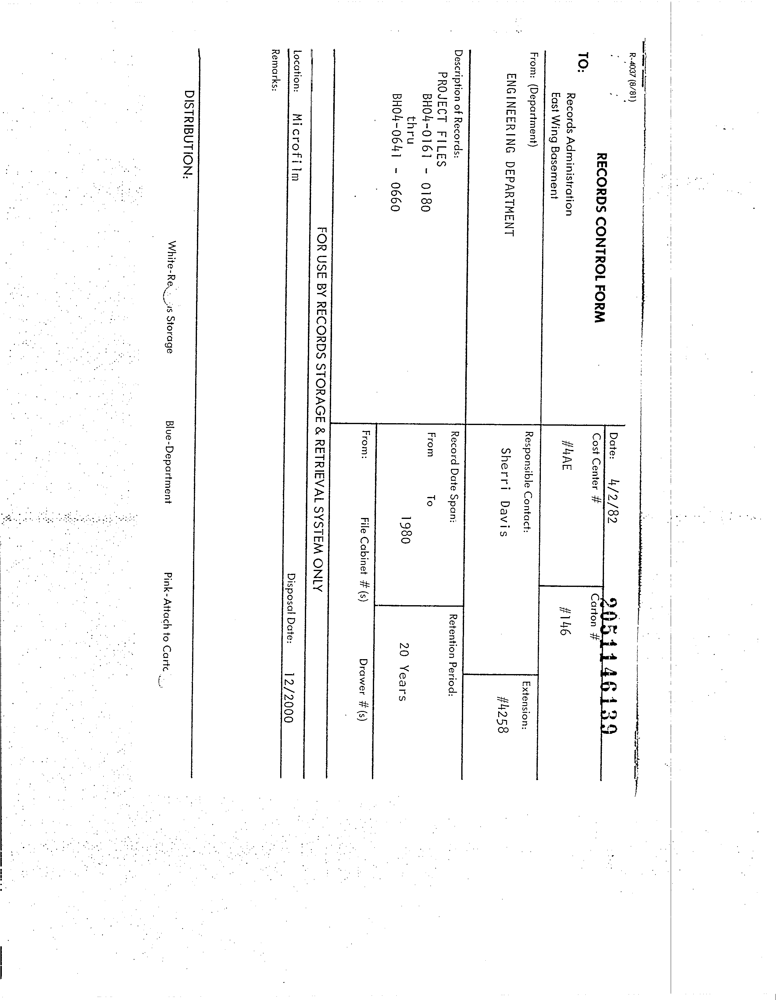 R-4037 (8/81)
RECORDS CONTROL FORM
Date: 4/2/82
2051146139
TO:
Records Administration
East Wing Basement
Cost Center #
#4AE
Carton #
#146
From: (Department)
ENGINEERING DEPARTMENT
Responsible Contact:
Sherri Davis
Extension:
#4258
Description of Records:
PROJECT FILES
BH04-0161 - 0180
thru
BH04-0641 - 0660
Record Date Span:
From To
1980
Retention Period:
20 Years
From: File Cabinet # (s) Drawer # (s)
FOR USE BY RECORDS STORAGE & RETRIEVAL SYSTEM ONLY
Location: Microfilm
Disposal Date: 12/2000
Remarks:
DISTRIBUTION:
White-Re s Storage Blue-Department Pink-Attach to Carto